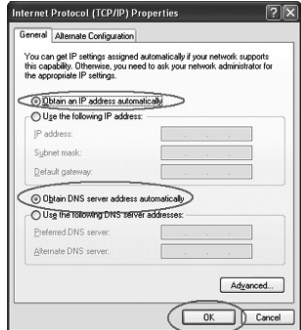 Internet Protocol (TCP/IP) Properties
General Alternate Configuration
You can get IP settings assigned automatically if your network supports
this capability. Otherwise, you need to ask your network administrator for
the appropriate IP settings.
Obtain an IP address automatically
Use the following IP address:
IP address:
Subnet mask:
Default gateway:
Obtain DNS server address automatically
Use the following DNS server addresses:
Preferred DNS server:
Alternate DNS server:
Advanced...
OK Cancel